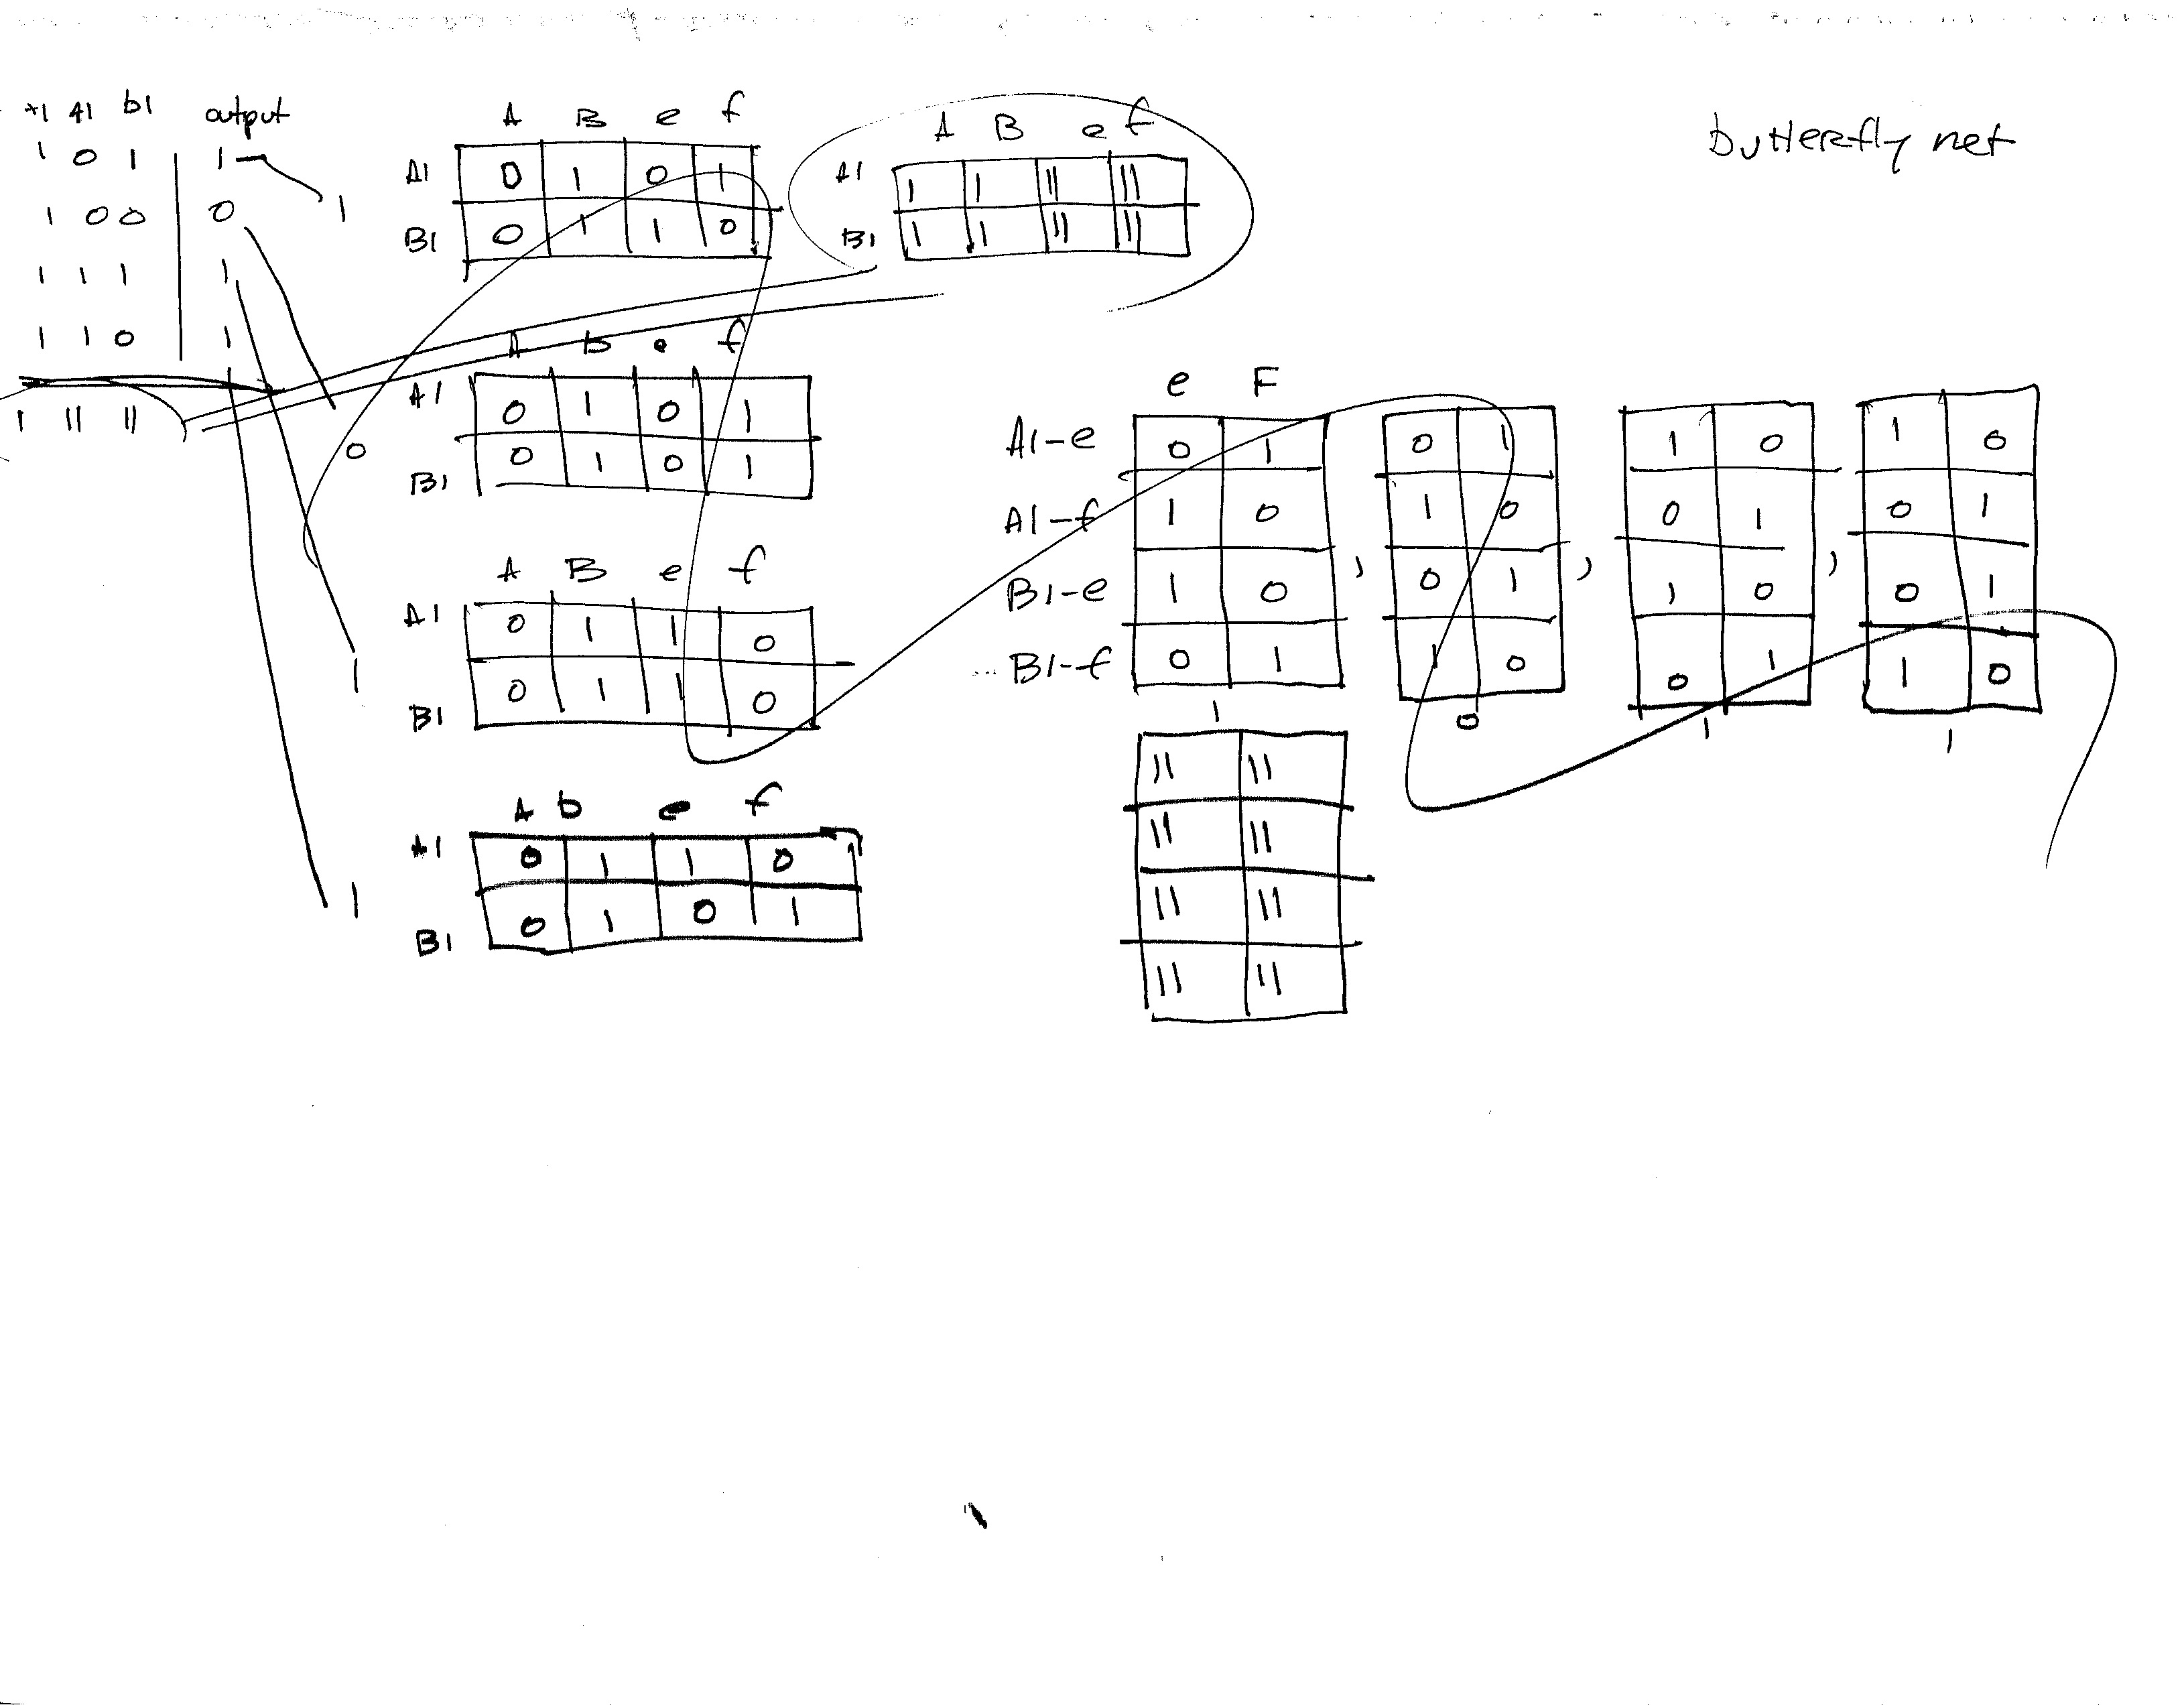 butterfly net
*1 A1 b1 output
1 0 1 | 1 1
1 0 0 | 0
1 1 1 | 1
1 1 0 | 1
1 11 11
0
1
1
A B e f
A1 0 1 0 1
B1 0 1 1 0
A B e f
A1 1 1 11 11
B1 1 1 11 11
A b e f
A1 0 1 0 1
B1 0 1 0 1
A B e f
A1 0 1 1 0
B1 0 1 1 0
A b e f
A1 0 1 1 0
B1 0 1 0 1
e F
A1-e 0 1 0 1 1 0 1 0
A1-f 1 0 1 0 0 1 0 1
B1-e 1 0 , 0 1 , 1 0 , 0 1
... B1-f 0 1 1 0 0 1 1 0
1 0 1 1
11 11
11 11
11 11
11 11